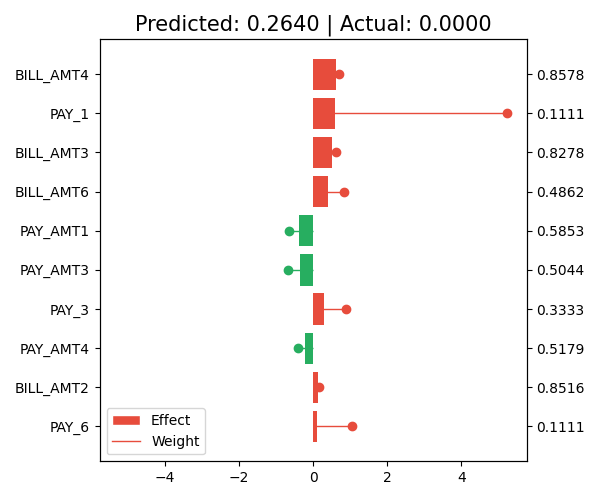 Predicted: 0.2640 | Actual: 0.0000
BILL_AMT4 0.8578
PAY_1 0.1111
BILL_AMT3 0.8278
BILL_AMT6 0.4862
PAY_AMT1 0.5853
PAY_AMT3 0.5044
PAY_3 0.3333
PAY_AMT4 0.5179
BILL_AMT2 0.8516
PAY_6 0.1111
Effect
Weight
−4 −2 0 2 4